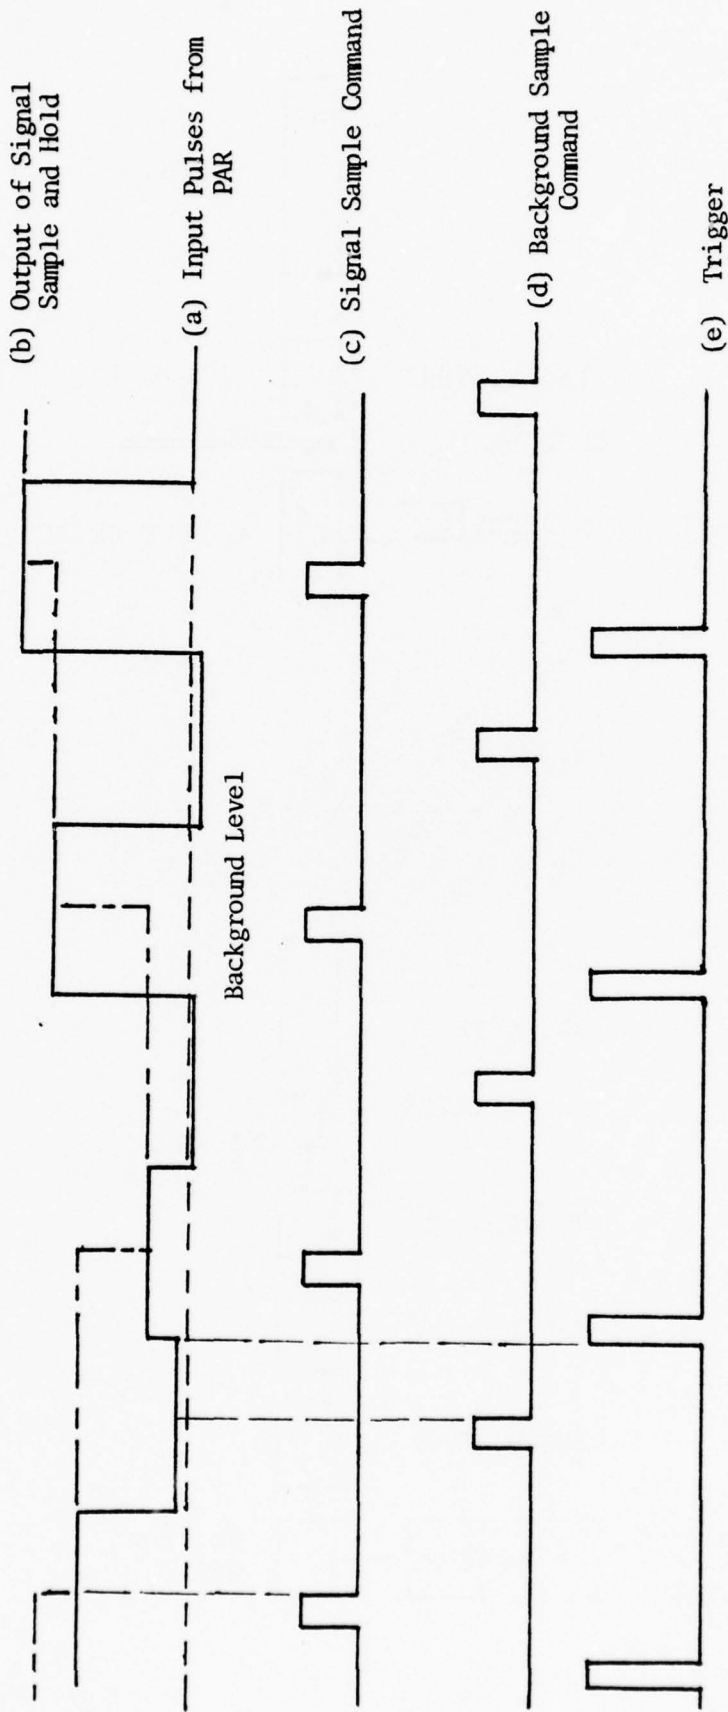 (b) Output of Signal
Sample and Hold
(a) Input Pulses from
PAR
Background Level
(c) Signal Sample Command
(d) Background Sample
Command
(e) Trigger